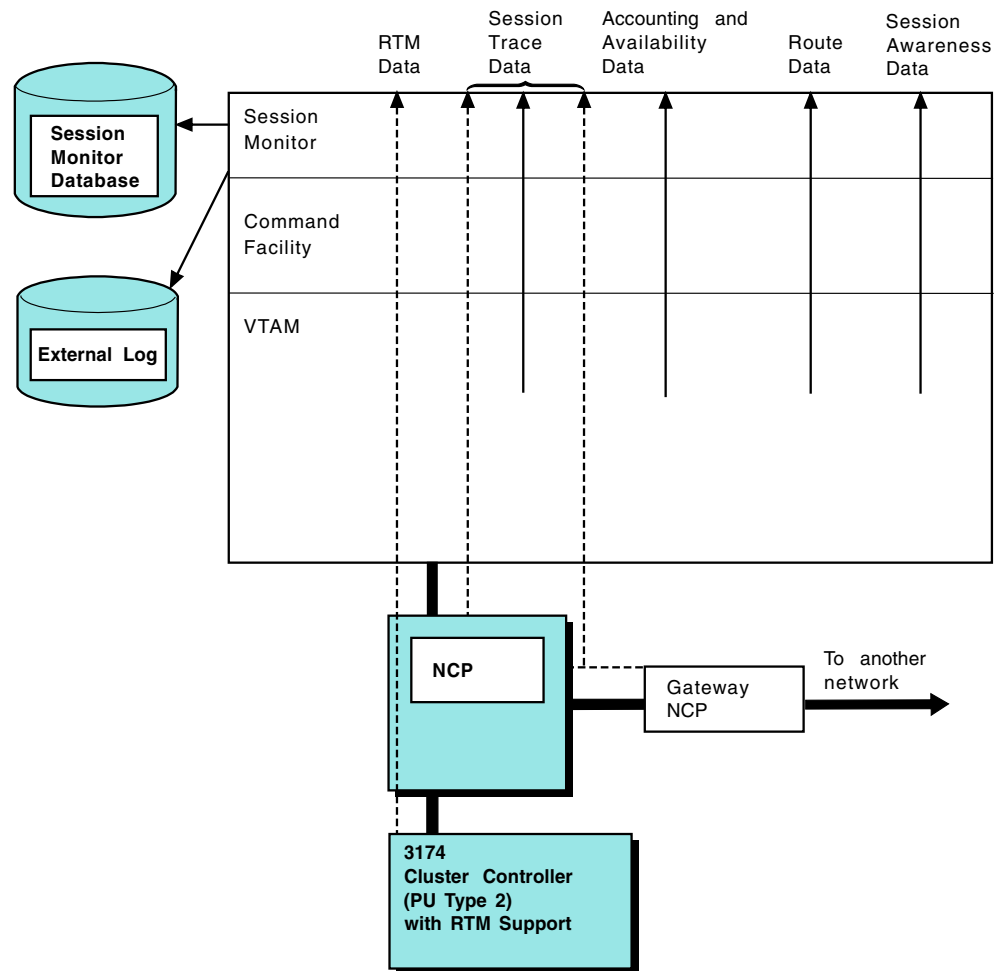 RTM
Data
Session
Trace
Data
Accounting and
Availability
Data
Route
Data
Session
Awareness
Data
Session
Monitor
Database
Session
Monitor
Command
Facility
External Log
VTAM
NCP
Gateway
NCP
To another
network
3174
Cluster Controller
(PU Type 2)
with RTM Support